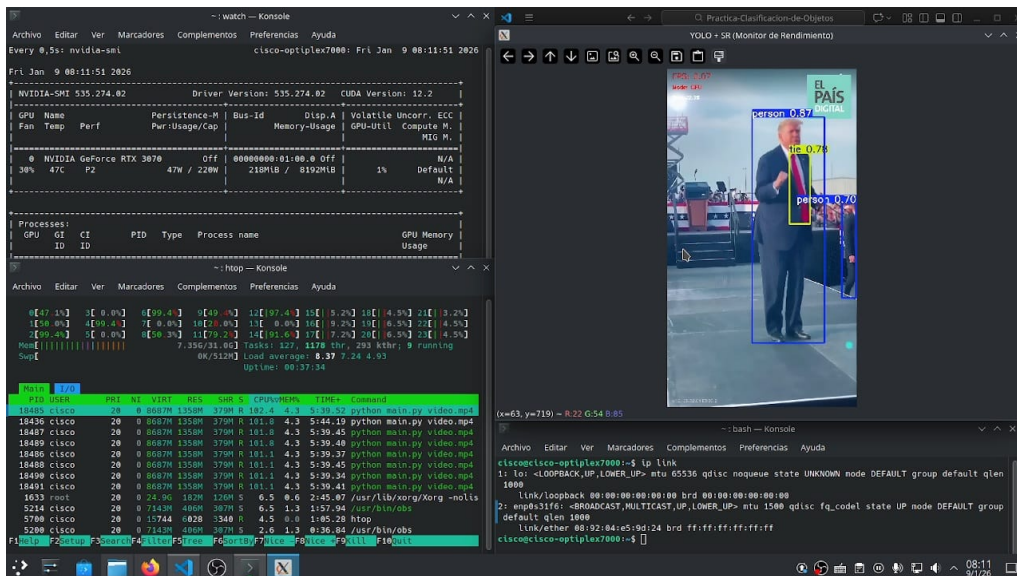 ~ : watch — Konsole
Archivo Editar Ver Marcadores Complementos Preferencias Ayuda
Every 0,5s: nvidia-smi cisco-optiplex7000: Fri Jan 9 08:11:51 2026
Fri Jan 9 08:11:51 2026
NVIDIA-SMI 535.274.02 Driver Version: 535.274.02 CUDA Version: 12.2
GPU Name Persistence-M | Bus-Id Disp.A | Volatile Uncorr. ECC
Fan Temp Perf Pwr:Usage/Cap | Memory-Usage | GPU-Util Compute M.
MIG M.
0 NVIDIA GeForce RTX 3070 Off | 00000000:01:00.0 Off | N/A
30% 47C P2 47W / 220W | 218MiB / 8192MiB | 1% Default
N/A
Processes:
GPU GI CI PID Type Process name GPU Memory
ID ID Usage
~ : htop — Konsole
Archivo Editar Ver Marcadores Complementos Preferencias Ayuda
Tasks: 127, 1178 thr, 293 kthr; 9 running
Load average: 8.37 7.24 4.93
Uptime: 00:37:34
Mem 7.35G/31.0G
Swp 0K/512M
Main I/O
PID USER PRI NI VIRT RES SHR S CPU%▽MEM% TIME+ Command
18485 cisco 20 0 8687M 1358M 379M R 102.4 4.3 5:39.52 python main.py video.mp4
18436 cisco 20 0 8687M 1358M 379M R 101.8 4.3 5:44.19 python main.py video.mp4
18487 cisco 20 0 8687M 1358M 379M R 101.8 4.3 5:39.45 python main.py video.mp4
18489 cisco 20 0 8687M 1358M 379M R 101.8 4.3 5:39.40 python main.py video.mp4
18486 cisco 20 0 8687M 1358M 379M R 101.1 4.3 5:39.37 python main.py video.mp4
18488 cisco 20 0 8687M 1358M 379M R 101.1 4.3 5:39.45 python main.py video.mp4
18490 cisco 20 0 8687M 1358M 379M R 101.1 4.3 5:39.34 python main.py video.mp4
18491 cisco 20 0 8687M 1358M 379M R 101.1 4.3 5:39.41 python main.py video.mp4
1633 root 20 0 24.9G 182M 126M S 6.5 0.6 2:45.07 /usr/lib/xorg/Xorg -nolis
5214 cisco 20 0 7143M 406M 307M S 6.5 1.3 1:57.94 /usr/bin/obs
5700 cisco 20 0 15744 6028 3340 R 4.5 0.0 1:05.28 htop
5200 cisco 20 0 7143M 406M 307M S 2.6 1.3 0:36.84 /usr/bin/obs
F1Help F2Setup F3Search F4Filter F5Tree F6SortBy F7Nice - F8Nice + F9Kill F10Quit
Practica-Clasificacion-de-Objetos
YOLO + SR (Monitor de Rendimiento)
EL PAÍS
DIGITAL
person 0.87
tie 0.78
person 0.70
(x=63, y=719) ~ R:22 G:54 B:85
~ : bash — Konsole
Archivo Editar Ver Marcadores Complementos Preferencias Ayuda
cisco@cisco-optiplex7000:~$ ip link
1: lo: <LOOPBACK,UP,LOWER_UP> mtu 65536 qdisc noqueue state UNKNOWN mode DEFAULT group default qlen
1000
link/loopback 00:00:00:00:00:00 brd 00:00:00:00:00:00
2: enp0s31f6: <BROADCAST,MULTICAST,UP,LOWER_UP> mtu 1500 qdisc fq_codel state UP mode DEFAULT group
default qlen 1000
link/ether 08:92:04:e5:9d:24 brd ff:ff:ff:ff:ff:ff
cisco@cisco-optiplex7000:~$
08:11
9/1/26